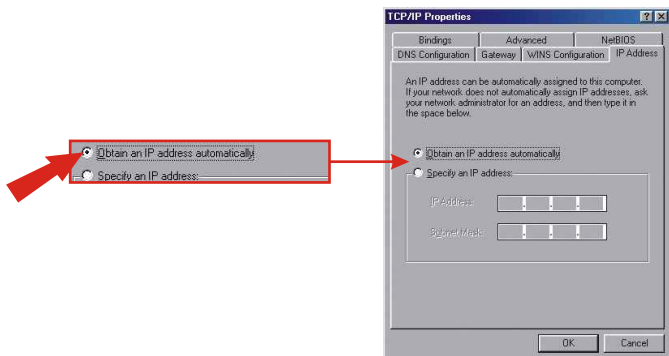 Obtain an IP address automatically
Specify an IP address:
TCP/IP Properties
Bindings Advanced NetBIOS
DNS Configuration Gateway WINS Configuration IP Address
An IP address can be automatically assigned to this computer.
If your network does not automatically assign IP addresses, ask
your network administrator for an address, and then type it in
the space below.
Obtain an IP address automatically
Specify an IP address:
IP Address:
Subnet Mask:
OK Cancel